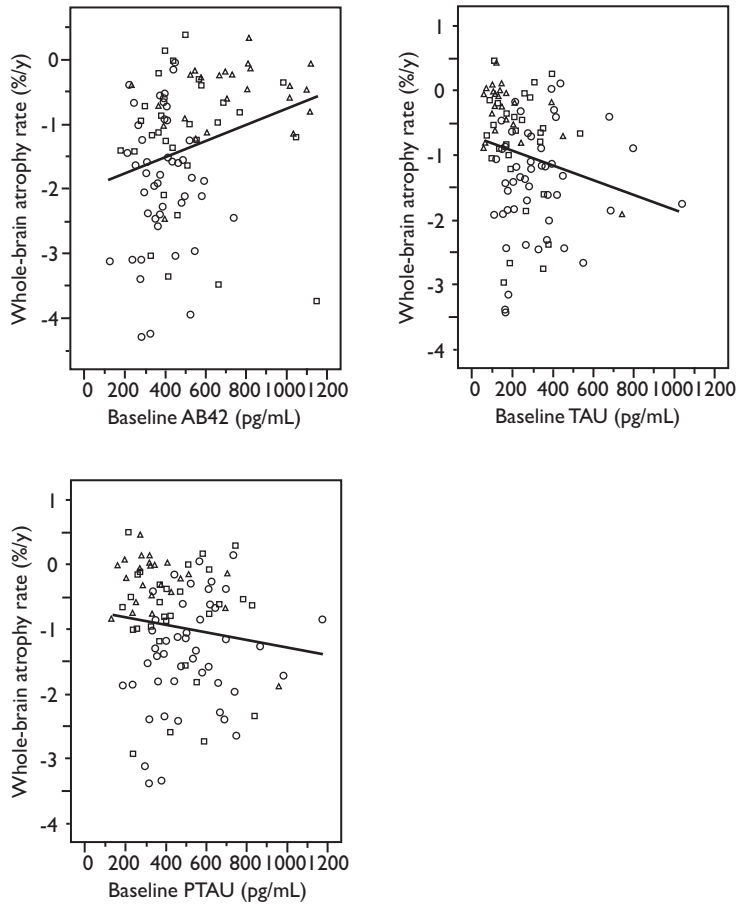 Whole-brain atrophy rate (%/y)
0
-1
-2
-3
-4
0 200 400 600 800 1000 1200
Baseline AB42 (pg/mL)
Whole-brain atrophy rate (%/y)
1
0
-1
-2
-3
-4
0 200 400 600 800 1000 1200
Baseline TAU (pg/mL)
Whole-brain atrophy rate (%/y)
1
0
-1
-2
-3
-4
0 200 400 600 800 1000 1200
Baseline PTAU (pg/mL)